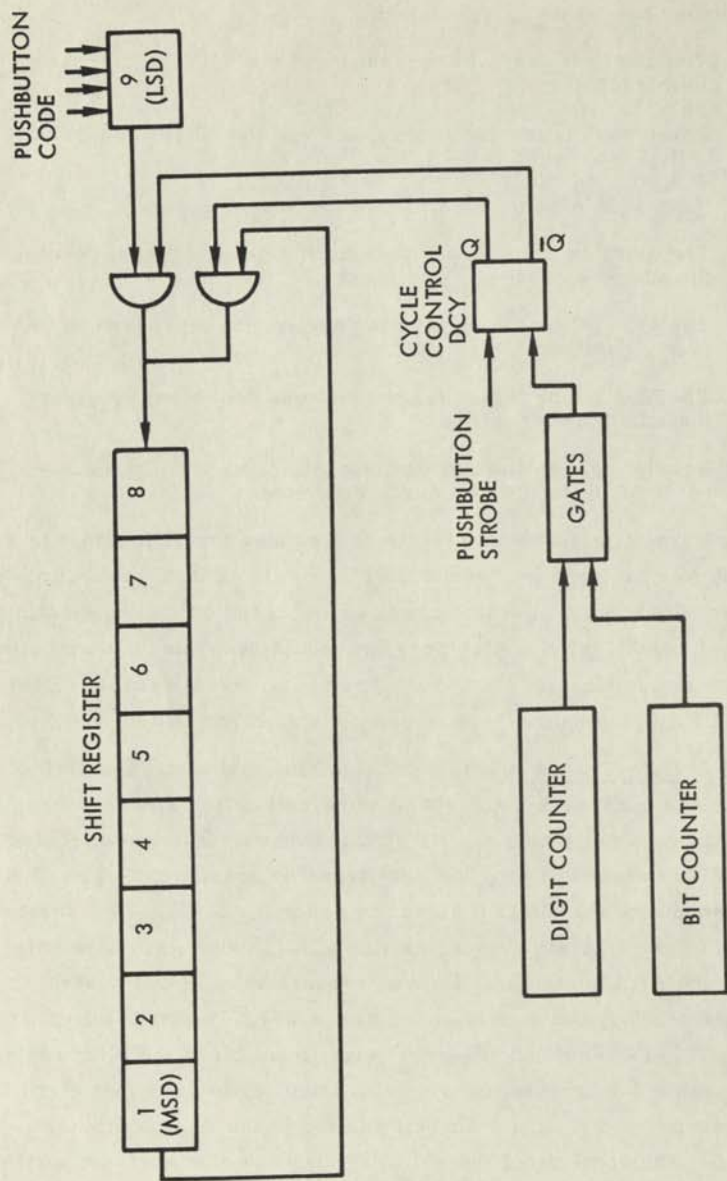 PUSHBUTTON
CODE
9
(LSD)
SHIFT REGISTER
1
(MSD)
2
3
4
5
6
7
8
CYCLE
CONTROL
DCY
Q
Q̅
PUSHBUTTON
STROBE
GATES
DIGIT COUNTER
BIT COUNTER